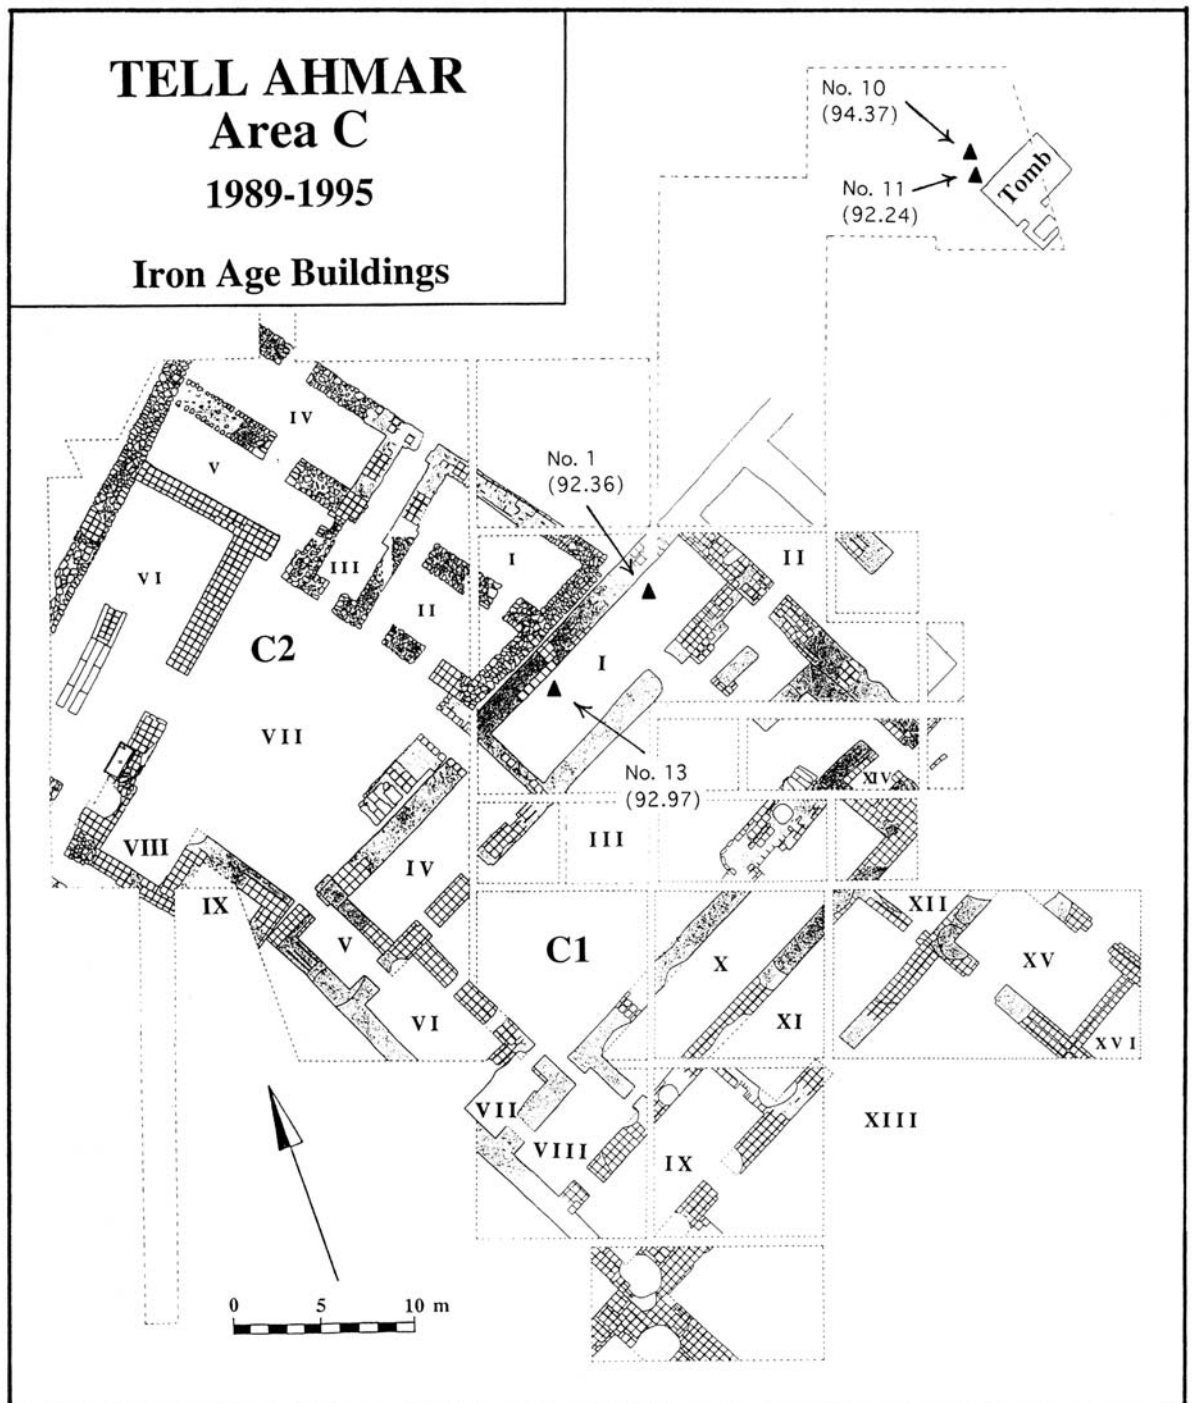 TELL AHMAR
Area C
1989-1995
Iron Age Buildings
No. 10
(94.37)
No. 11
(92.24)
Tomb
No. 1
(92.36)
IV
V
III
I
II
II
VI
C2
I
VII
No. 13
(92.97)
XIV
III
VIII
IV
IX
XII
V
C1
X
XV
VI
XI
XVI
VII
VIII
IX
XIII
0 5 10 m